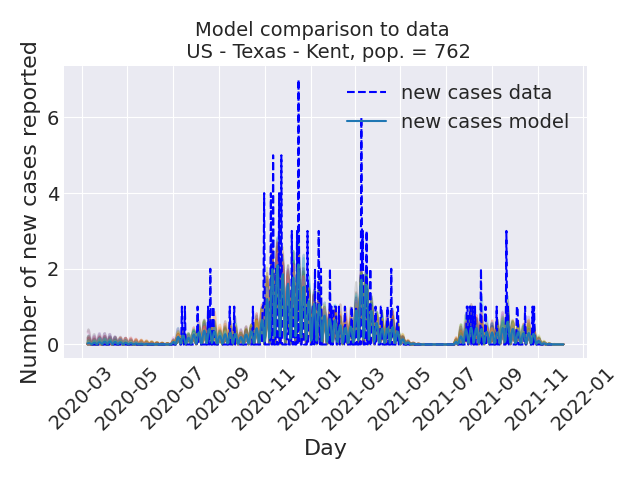 Model comparison to data
US - Texas - Kent, pop. = 762
Number of new cases reported
6
4
2
0
new cases data
new cases model
2020-03
2020-05
2020-07
2020-09
2020-11
2021-01
2021-03
2021-05
2021-07
2021-09
2021-11
2022-01
Day